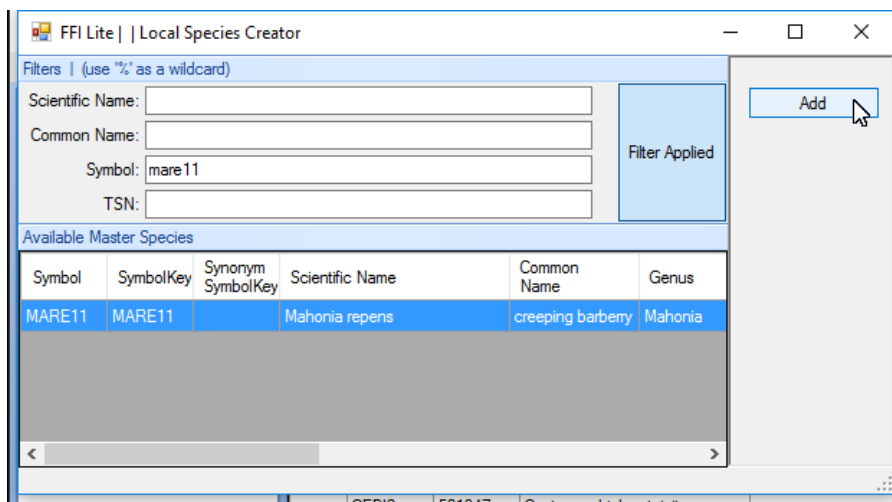 FFI Lite | | Local Species Creator
Filters | (use '%' as a wildcard)
Scientific Name:
Common Name:
Symbol: mare11
TSN:
Filter Applied
Add
Available Master Species
Symbol SymbolKey Synonym SymbolKey Scientific Name Common Name Genus
MARE11 MARE11 Mahonia repens creeping barberry Mahonia